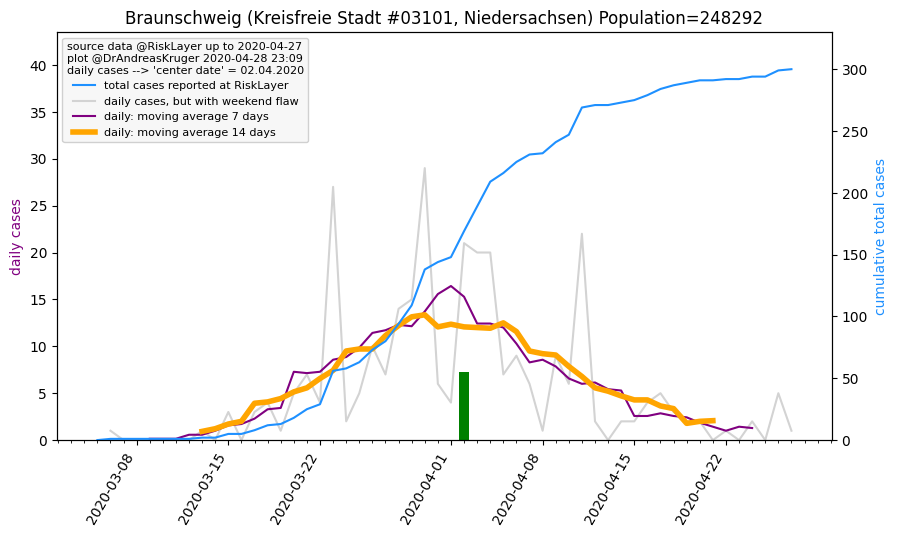 Braunschweig (Kreisfreie Stadt #03101, Niedersachsen) Population=248292
source data @RiskLayer up to 2020-04-27
plot @DrAndreasKruger 2020-04-28 23:09
daily cases --> 'center date' = 02.04.2020
total cases reported at RiskLayer
daily cases, but with weekend flaw
daily: moving average 7 days
daily: moving average 14 days
daily cases
40
35
30
25
20
15
10
5
0
cumulative total cases
300
250
200
150
100
50
0
2020-03-08
2020-03-15
2020-03-22
2020-04-01
2020-04-08
2020-04-15
2020-04-22